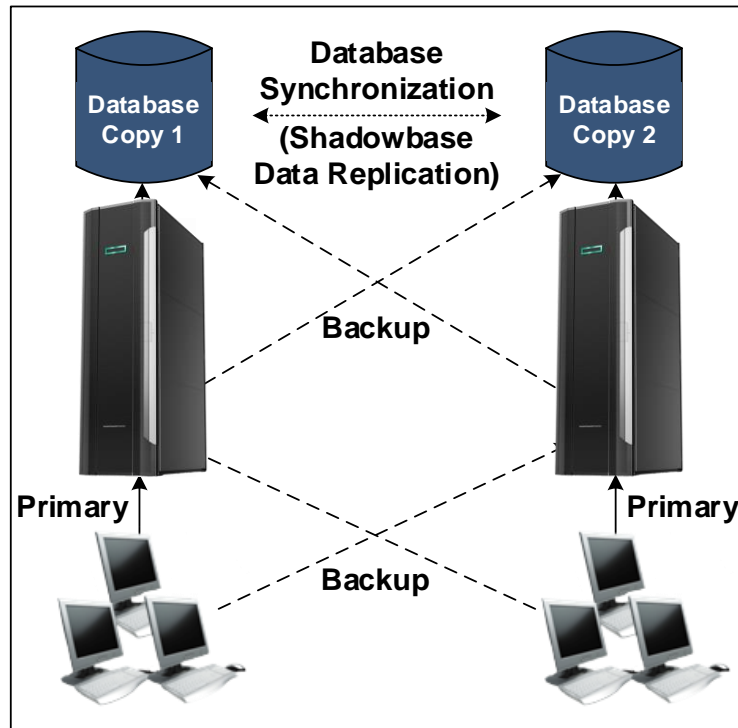 Database
Synchronization
(Shadowbase
Data Replication)
Database
Copy 1
Database
Copy 2
Backup
Primary
Primary
Backup